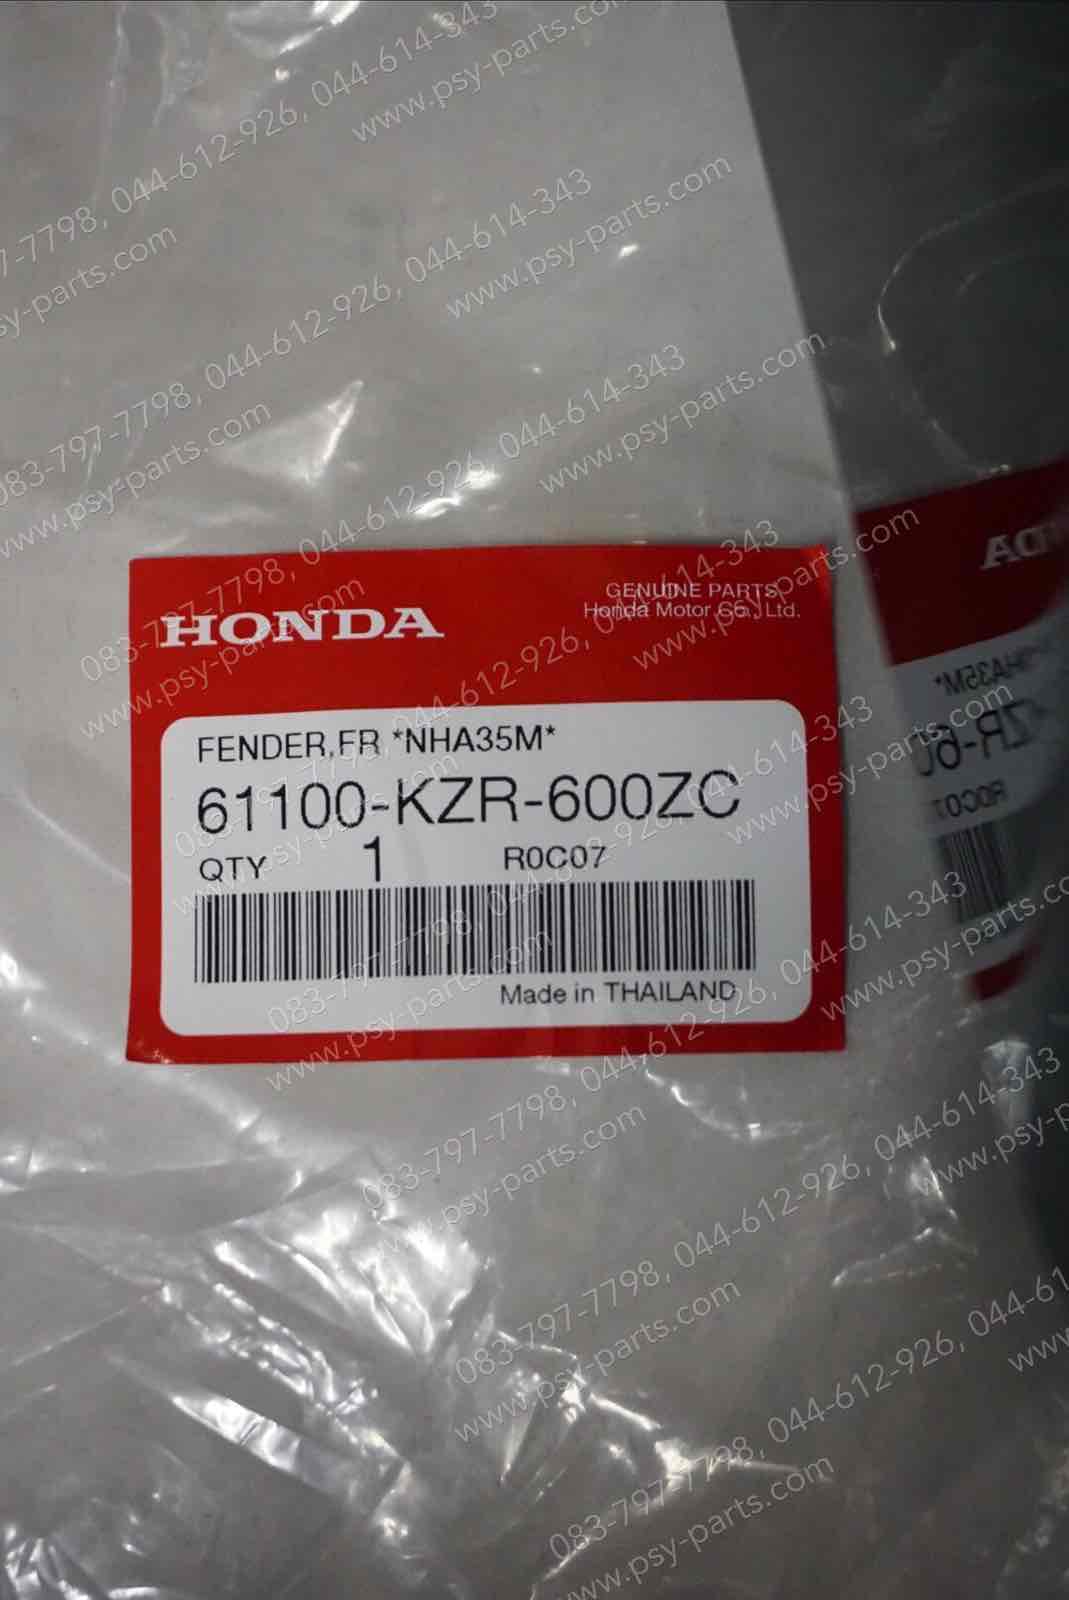 HONDA
GENUINE PARTS
Honda Motor Co., Ltd.
FENDER,FR *NHA35M*
61100-KZR-600ZC
QTY 1 R0C07
Made in THAILAND
083-797-7798, 044-612-926, 044-614-343
www.psy-parts.com